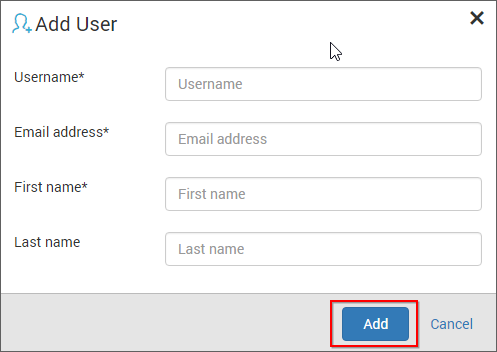 Add User
Username* Username
Email address* Email address
First name* First name
Last name Last name
Add Cancel